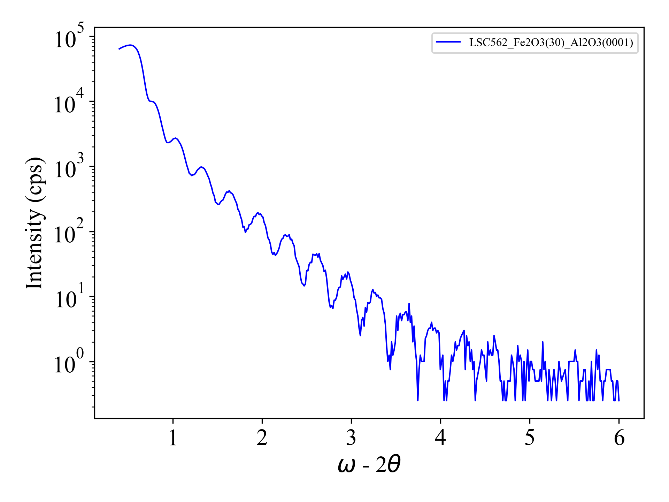 LSC562_Fe2O3(30)_Al2O3(0001)
10^5
10^4
10^3
10^2
10^1
10^0
Intensity (cps)
1 2 3 4 5 6
ω - 2θ